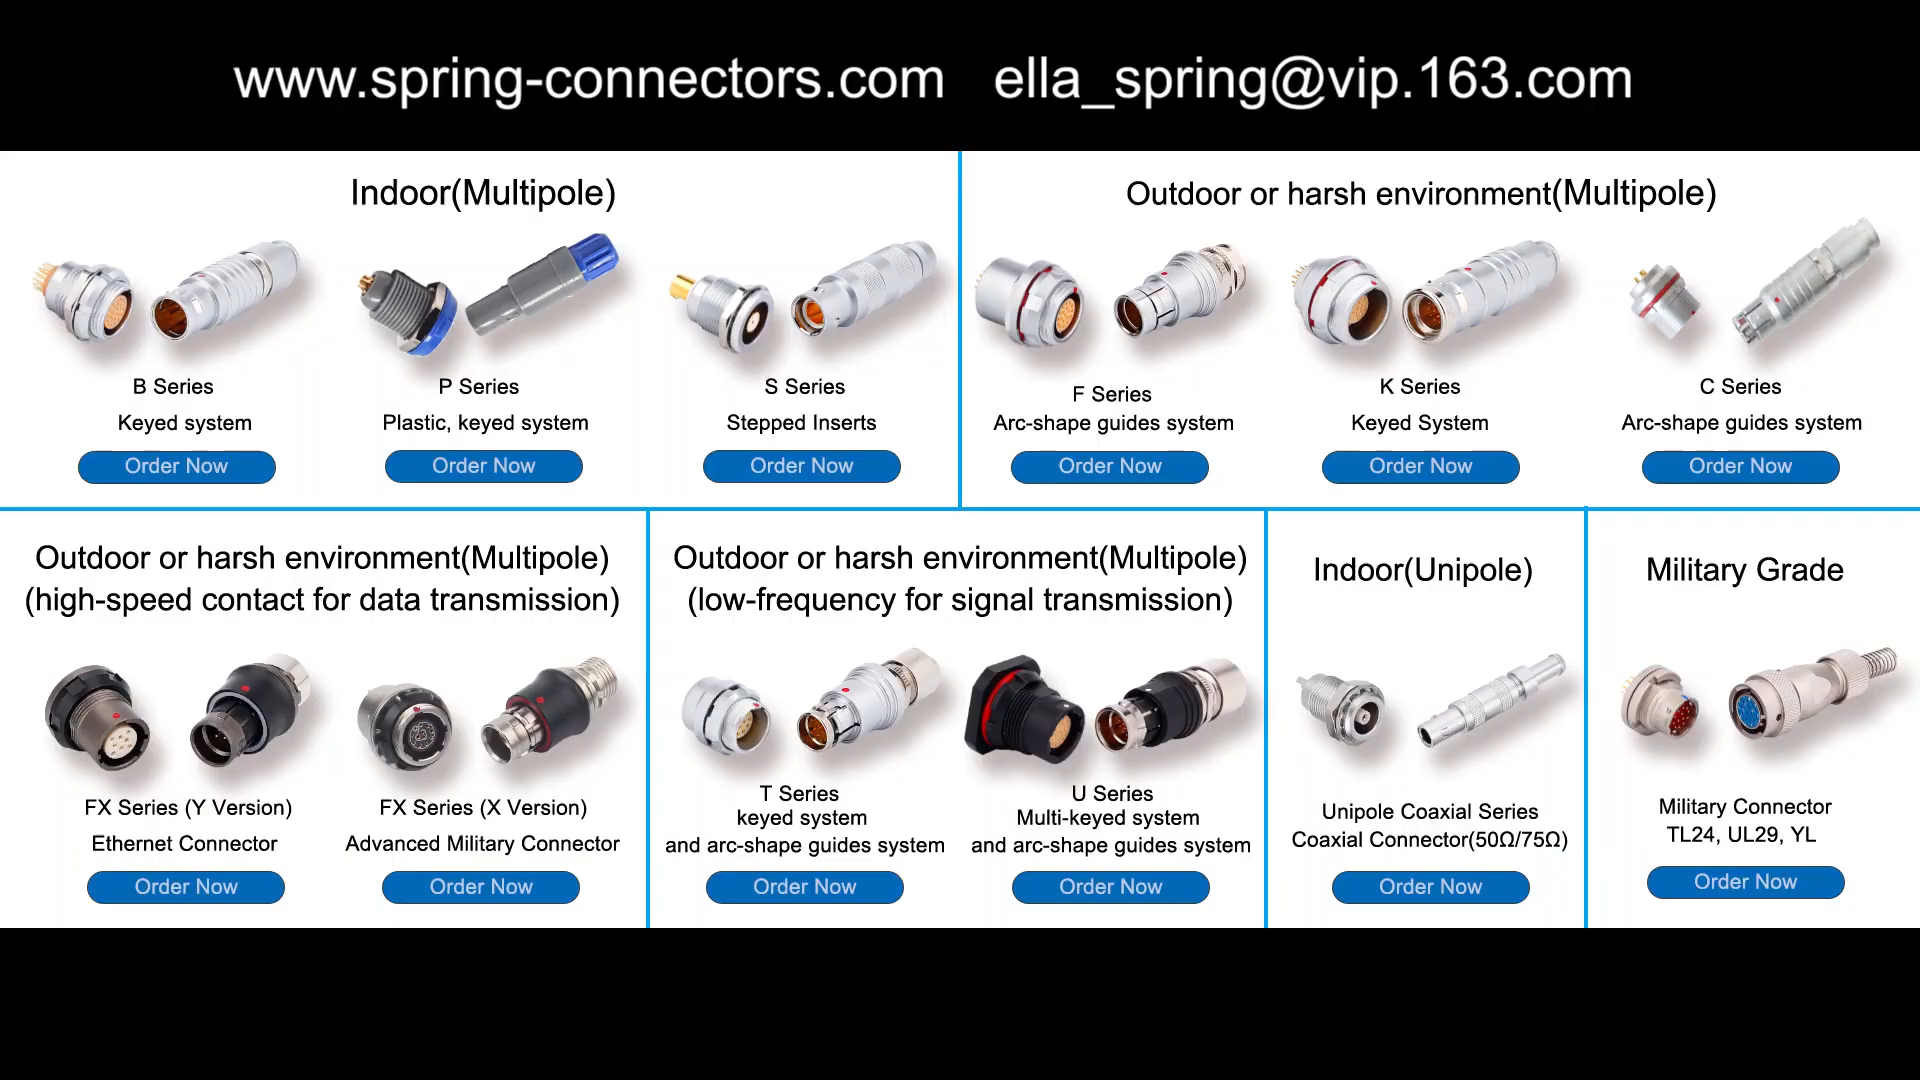 www.spring-connectors.com ella_spring@vip.163.com
Indoor(Multipole)
B Series
Keyed system
Order Now
P Series
Plastic, keyed system
Order Now
S Series
Stepped Inserts
Order Now
Outdoor or harsh environment(Multipole)
F Series
Arc-shape guides system
Order Now
K Series
Keyed System
Order Now
C Series
Arc-shape guides system
Order Now
Outdoor or harsh environment(Multipole)
(high-speed contact for data transmission)
FX Series (Y Version)
Ethernet Connector
Order Now
FX Series (X Version)
Advanced Military Connector
Order Now
Outdoor or harsh environment(Multipole)
(low-frequency for signal transmission)
T Series
keyed system
and arc-shape guides system
Order Now
U Series
Multi-keyed system
and arc-shape guides system
Order Now
Indoor(Unipole)
Unipole Coaxial Series
Coaxial Connector(50Ω/75Ω)
Order Now
Military Grade
Military Connector
TL24, UL29, YL
Order Now